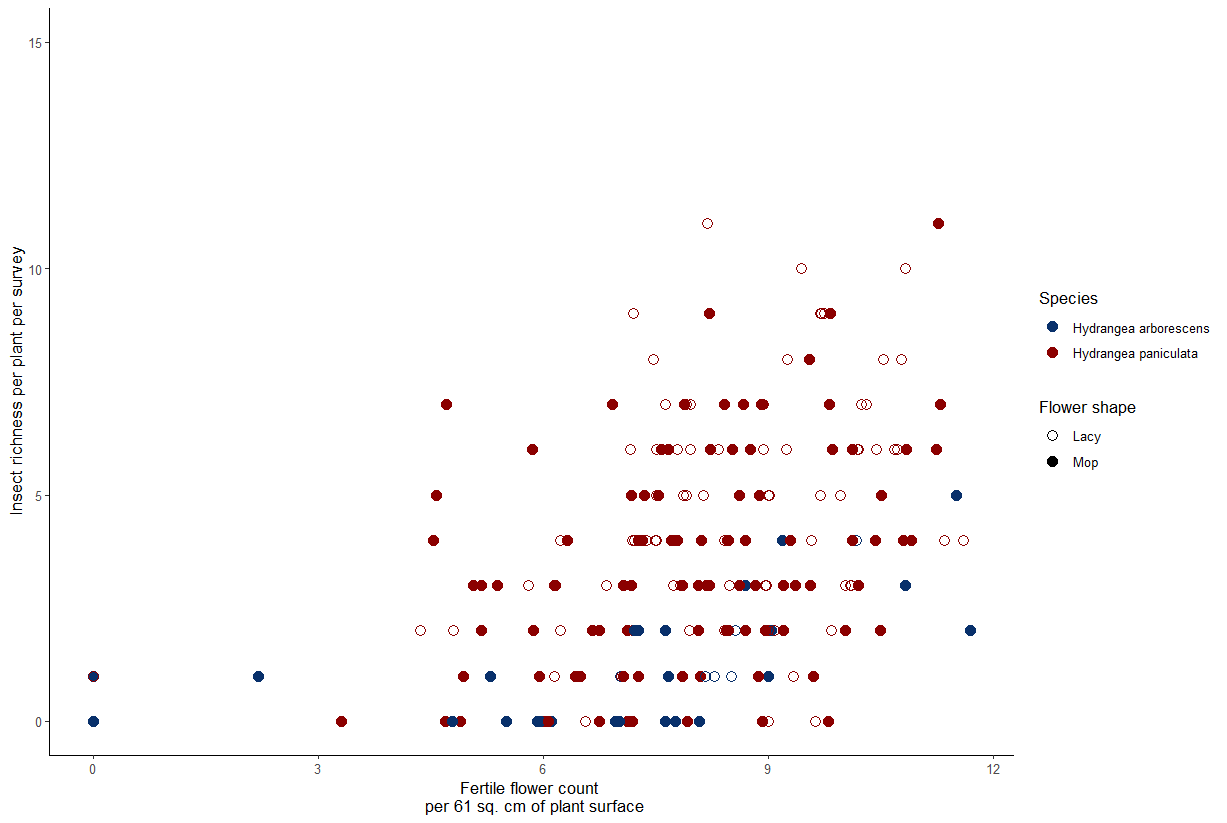 15
10
5
0
Insect richness per plant per survey
0
3
6
9
12
Fertile flower count
per 61 sq. cm of plant surface
Species
Hydrangea arborescens
Hydrangea paniculata
Flower shape
Lacy
Mop